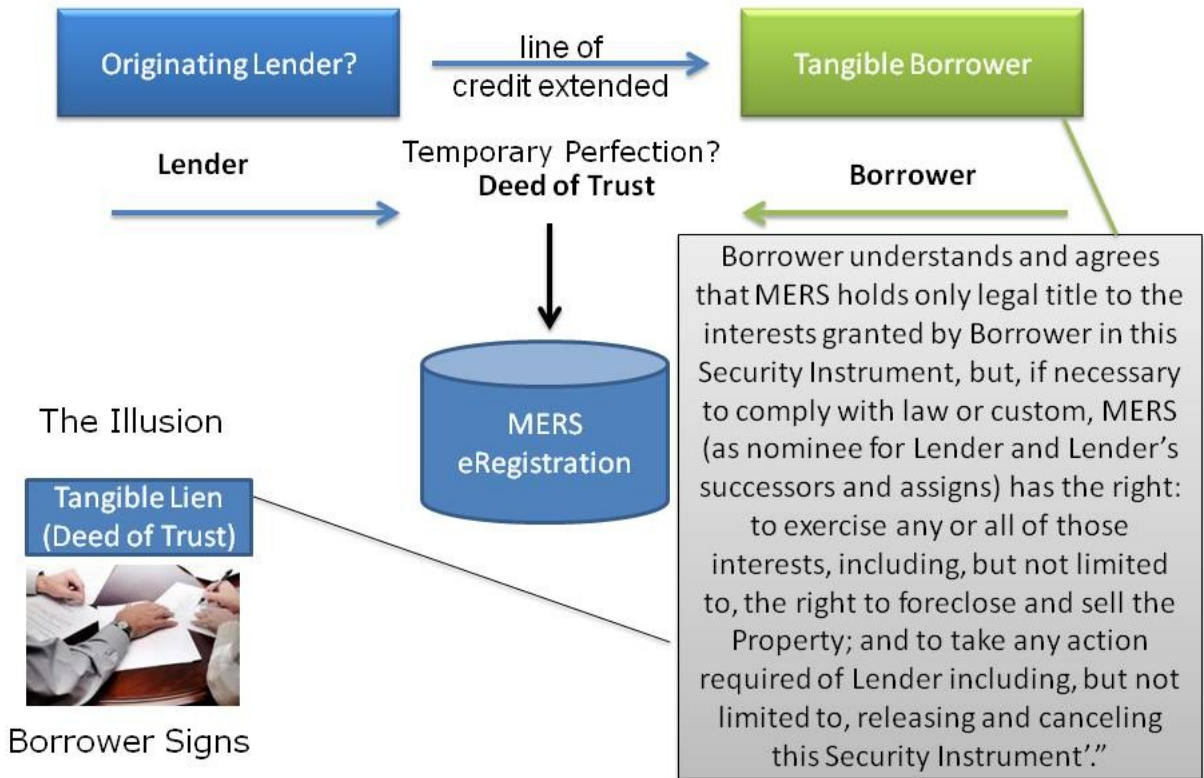 Originating Lender?
line of
credit extended
Tangible Borrower
Lender
Temporary Perfection?
Deed of Trust
Borrower
MERS
eRegistration
Borrower understands and agrees
that MERS holds only legal title to the
interests granted by Borrower in this
Security Instrument, but, if necessary
to comply with law or custom, MERS
(as nominee for Lender and Lender’s
successors and assigns) has the right:
to exercise any or all of those
interests, including, but not limited
to, the right to foreclose and sell the
Property; and to take any action
required of Lender including, but not
limited to, releasing and canceling
this Security Instrument’.”
The Illusion
Tangible Lien
(Deed of Trust)
Borrower Signs